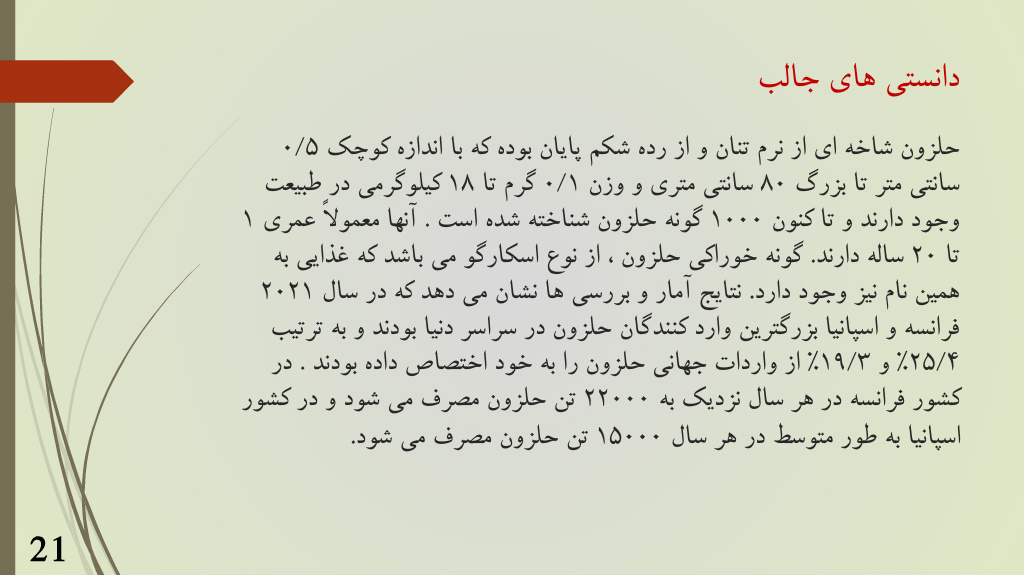 دانستی های جالب
حلزون شاخه ای از نرم تنان و از رده شکم پایان بوده که با اندازه کوچک ۰/۵
سانتی متر تا بزرگ ۸۰ سانتی متری و وزن ۰/۱ گرم تا ۱۸ کیلوگرمی در طبیعت
وجود دارند و تا کنون ۱۰۰۰ گونه حلزون شناخته شده است . آنها معمولاً عمری ۱
تا ۲۰ ساله دارند. گونه خوراکی حلزون ، از نوع اسکارگو می باشد که غذایی به
همین نام نیز وجود دارد. نتایج آمار و بررسی ها نشان می دهد که در سال ۲۰۲۱
فرانسه و اسپانیا بزرگترین وارد کنندگان حلزون در سراسر دنیا بودند و به ترتیب
۲۵/۴٪ و ۱۹/۳٪ از واردات جهانی حلزون را به خود اختصاص داده بودند . در
کشور فرانسه در هر سال نزدیک به ۲۲۰۰۰ تن حلزون مصرف می شود و در کشور
اسپانیا به طور متوسط در هر سال ۱۵۰۰۰ تن حلزون مصرف می شود.
21